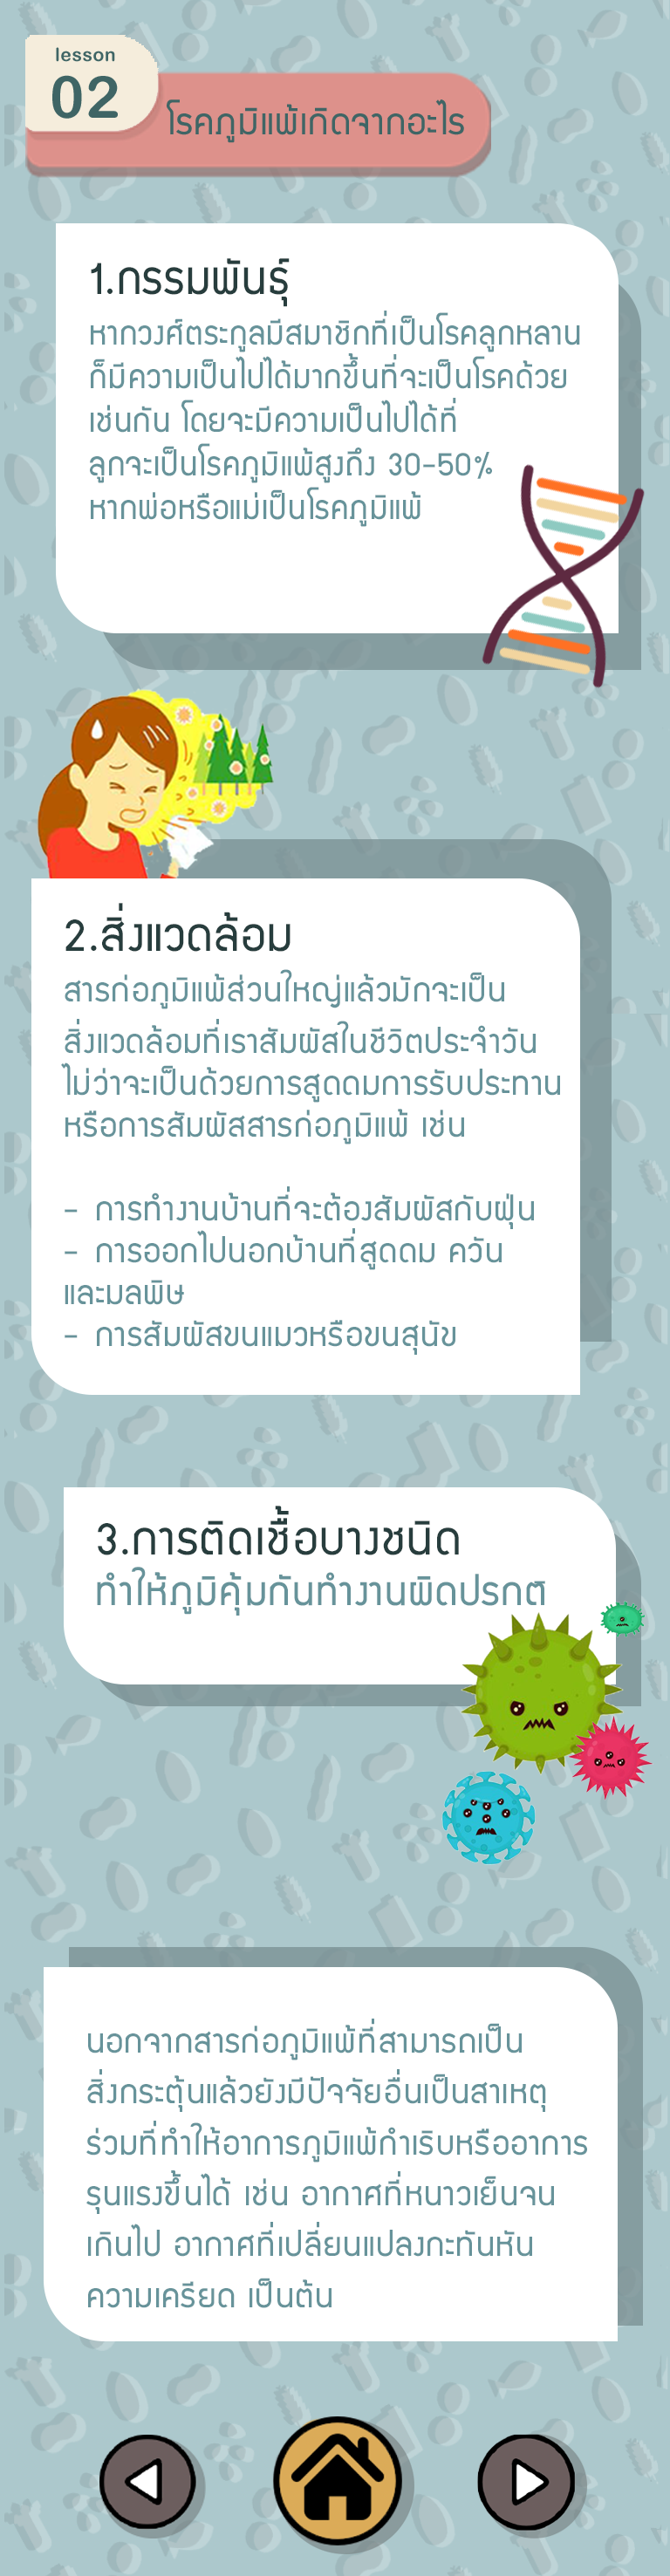 lesson
02
โรคภูมิแพ้เกิดจากอะไร
1.กรรมพันธุ์
หากวงศ์ตระกูลมีสมาชิกที่เป็นโรคลูกหลาน
ก็มีความเป็นไปได้มากขึ้นที่จะเป็นโรคด้วย
เช่นกัน โดยจะมีความเป็นไปได้ที่
ลูกจะเป็นโรคภูมิแพ้สูงถึง 30-50%
หากพ่อหรือแม่เป็นโรคภูมิแพ้
2.สิ่งแวดล้อม
สารก่อภูมิแพ้ส่วนใหญ่แล้วมักจะเป็น
สิ่งแวดล้อมที่เราสัมผัสในชีวิตประจำวัน
ไม่ว่าจะเป็นด้วยการสูดดมการรับประทาน
หรือการสัมผัสสารก่อภูมิแพ้ เช่น
- การทำงานบ้านที่จะต้องสัมผัสกับฝุ่น
- การออกไปนอกบ้านที่สูดดม ควัน
และมลพิษ
- การสัมผัสขนแมวหรือขนสุนัข
3.การติดเชื้อบางชนิด
ทำให้ภูมิคุ้มกันทำงานผิดปรกติ
นอกจากสารก่อภูมิแพ้ที่สามารถเป็น
สิ่งกระตุ้นแล้วยังมีปัจจัยอื่นเป็นสาเหตุ
ร่วมที่ทำให้อาการภูมิแพ้กำเริบหรืออาการ
รุนแรงขึ้นได้ เช่น อากาศที่หนาวเย็นจน
เกินไป อากาศที่เปลี่ยนแปลงกะทันหัน
ความเครียด เป็นต้น